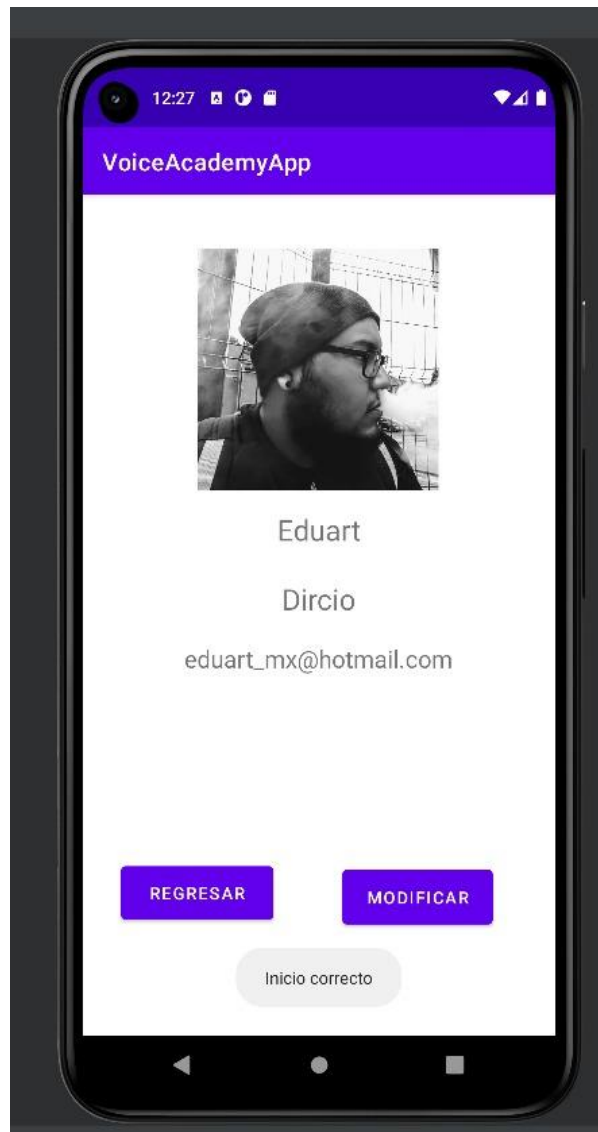 12:27
VoiceAcademyApp
Eduart
Dircio
eduart_mx@hotmail.com
REGRESAR
MODIFICAR
Inicio correcto